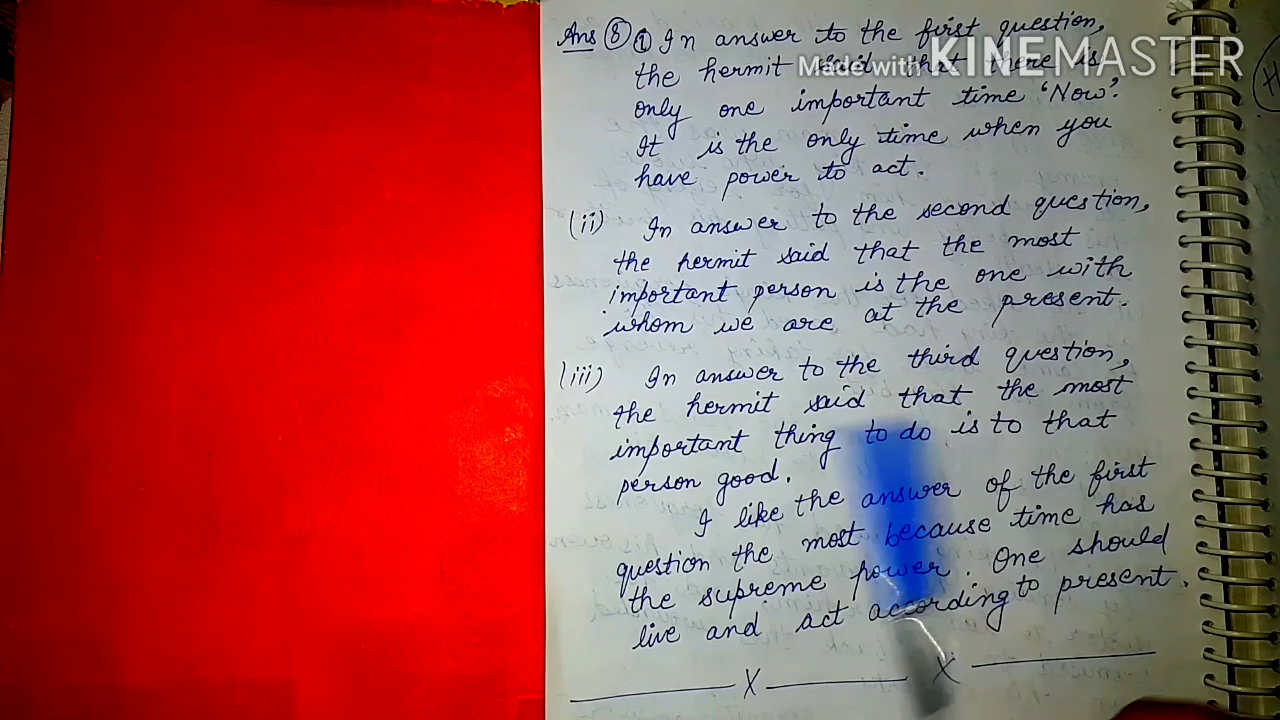 Ans 8 (i) In answer to the first question,
the hermit said that there is
only one important time 'Now'.
It is the only time when you
have power to act.
(ii) In answer to the second question,
the hermit said that the most
important person is the one with
whom we are at the present.
(iii) In answer to the third question,
the hermit said that the most
important thing to do is to that
person good.
I like the answer of the first
question the most because time has
the supreme power. One should
live and act according to present.
X X
Made with KINEMASTER